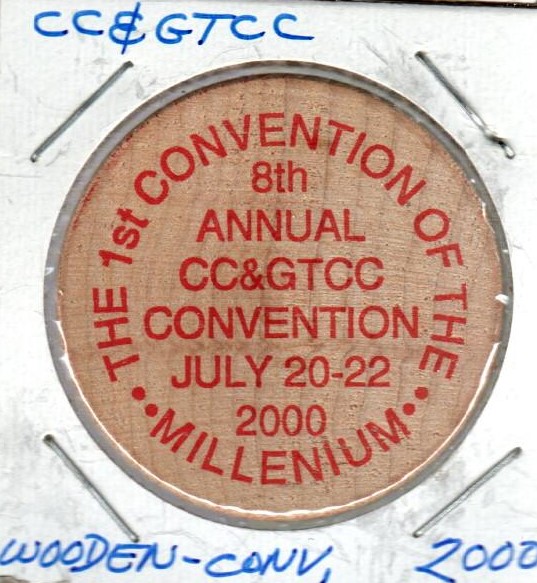 CC&GTCC
THE 1st CONVENTION OF THE
8th
ANNUAL
CC&GTCC
CONVENTION
JULY 20-22
2000
••MILLENIUM••
WOODEN-CONV, 2000